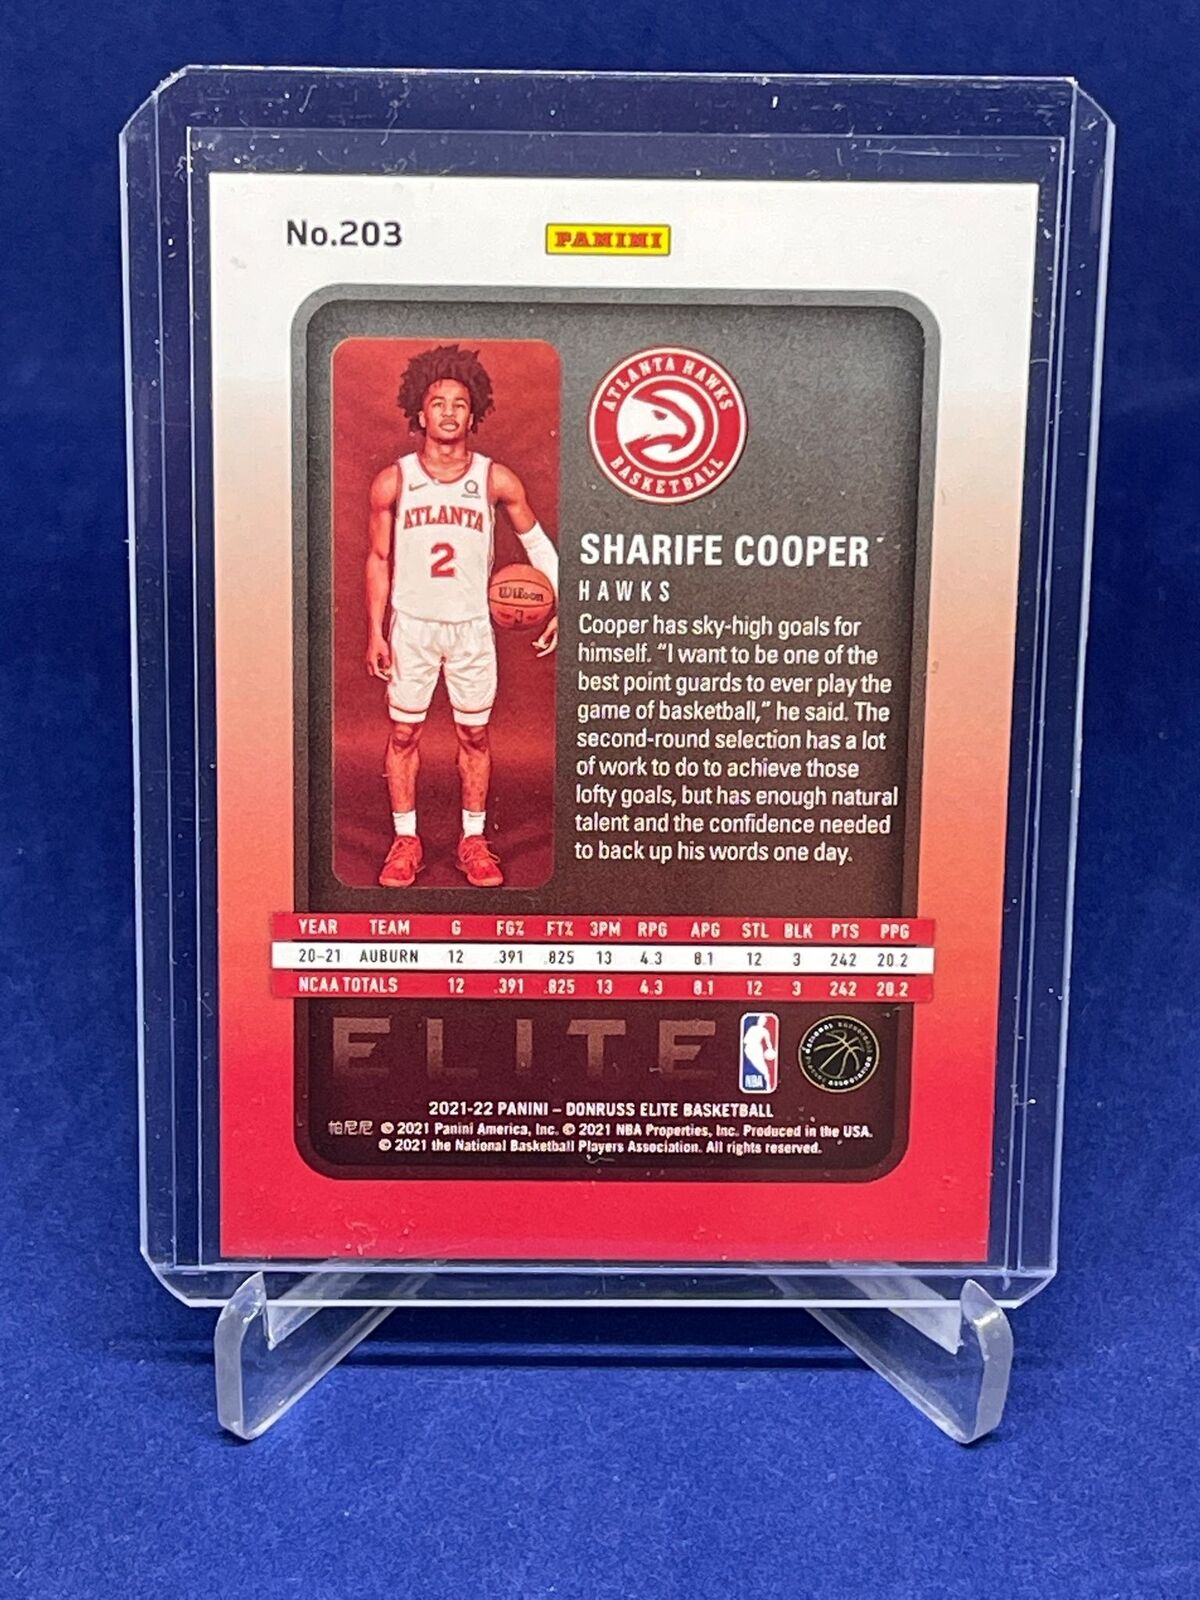 No.203
PANINI
ATLANTA HAWKS
BASKETBALL
ATLANTA
2
Wilson
SHARIFE COOPER
HAWKS
Cooper has sky-high goals for
himself. “I want to be one of the
best point guards to ever play the
game of basketball,” he said. The
second-round selection has a lot
of work to do to achieve those
lofty goals, but has enough natural
talent and the confidence needed
to back up his words one day.
YEAR TEAM G FG% FT% 3PM RPG APG STL BLK PTS PPG
20–21 AUBURN 12 .391 .825 13 4.3 8.1 12 3 242 20.2
NCAA TOTALS 12 .391 .825 13 4.3 8.1 12 3 242 20.2
ELITE
NBA
NATIONAL BASKETBALL
PLAYERS ASSOCIATION
2021-22 PANINI – DONRUSS ELITE BASKETBALL
帕尼尼 © 2021 Panini America, Inc. © 2021 NBA Properties, Inc. Produced in the USA.
© 2021 the National Basketball Players Association. All rights reserved.